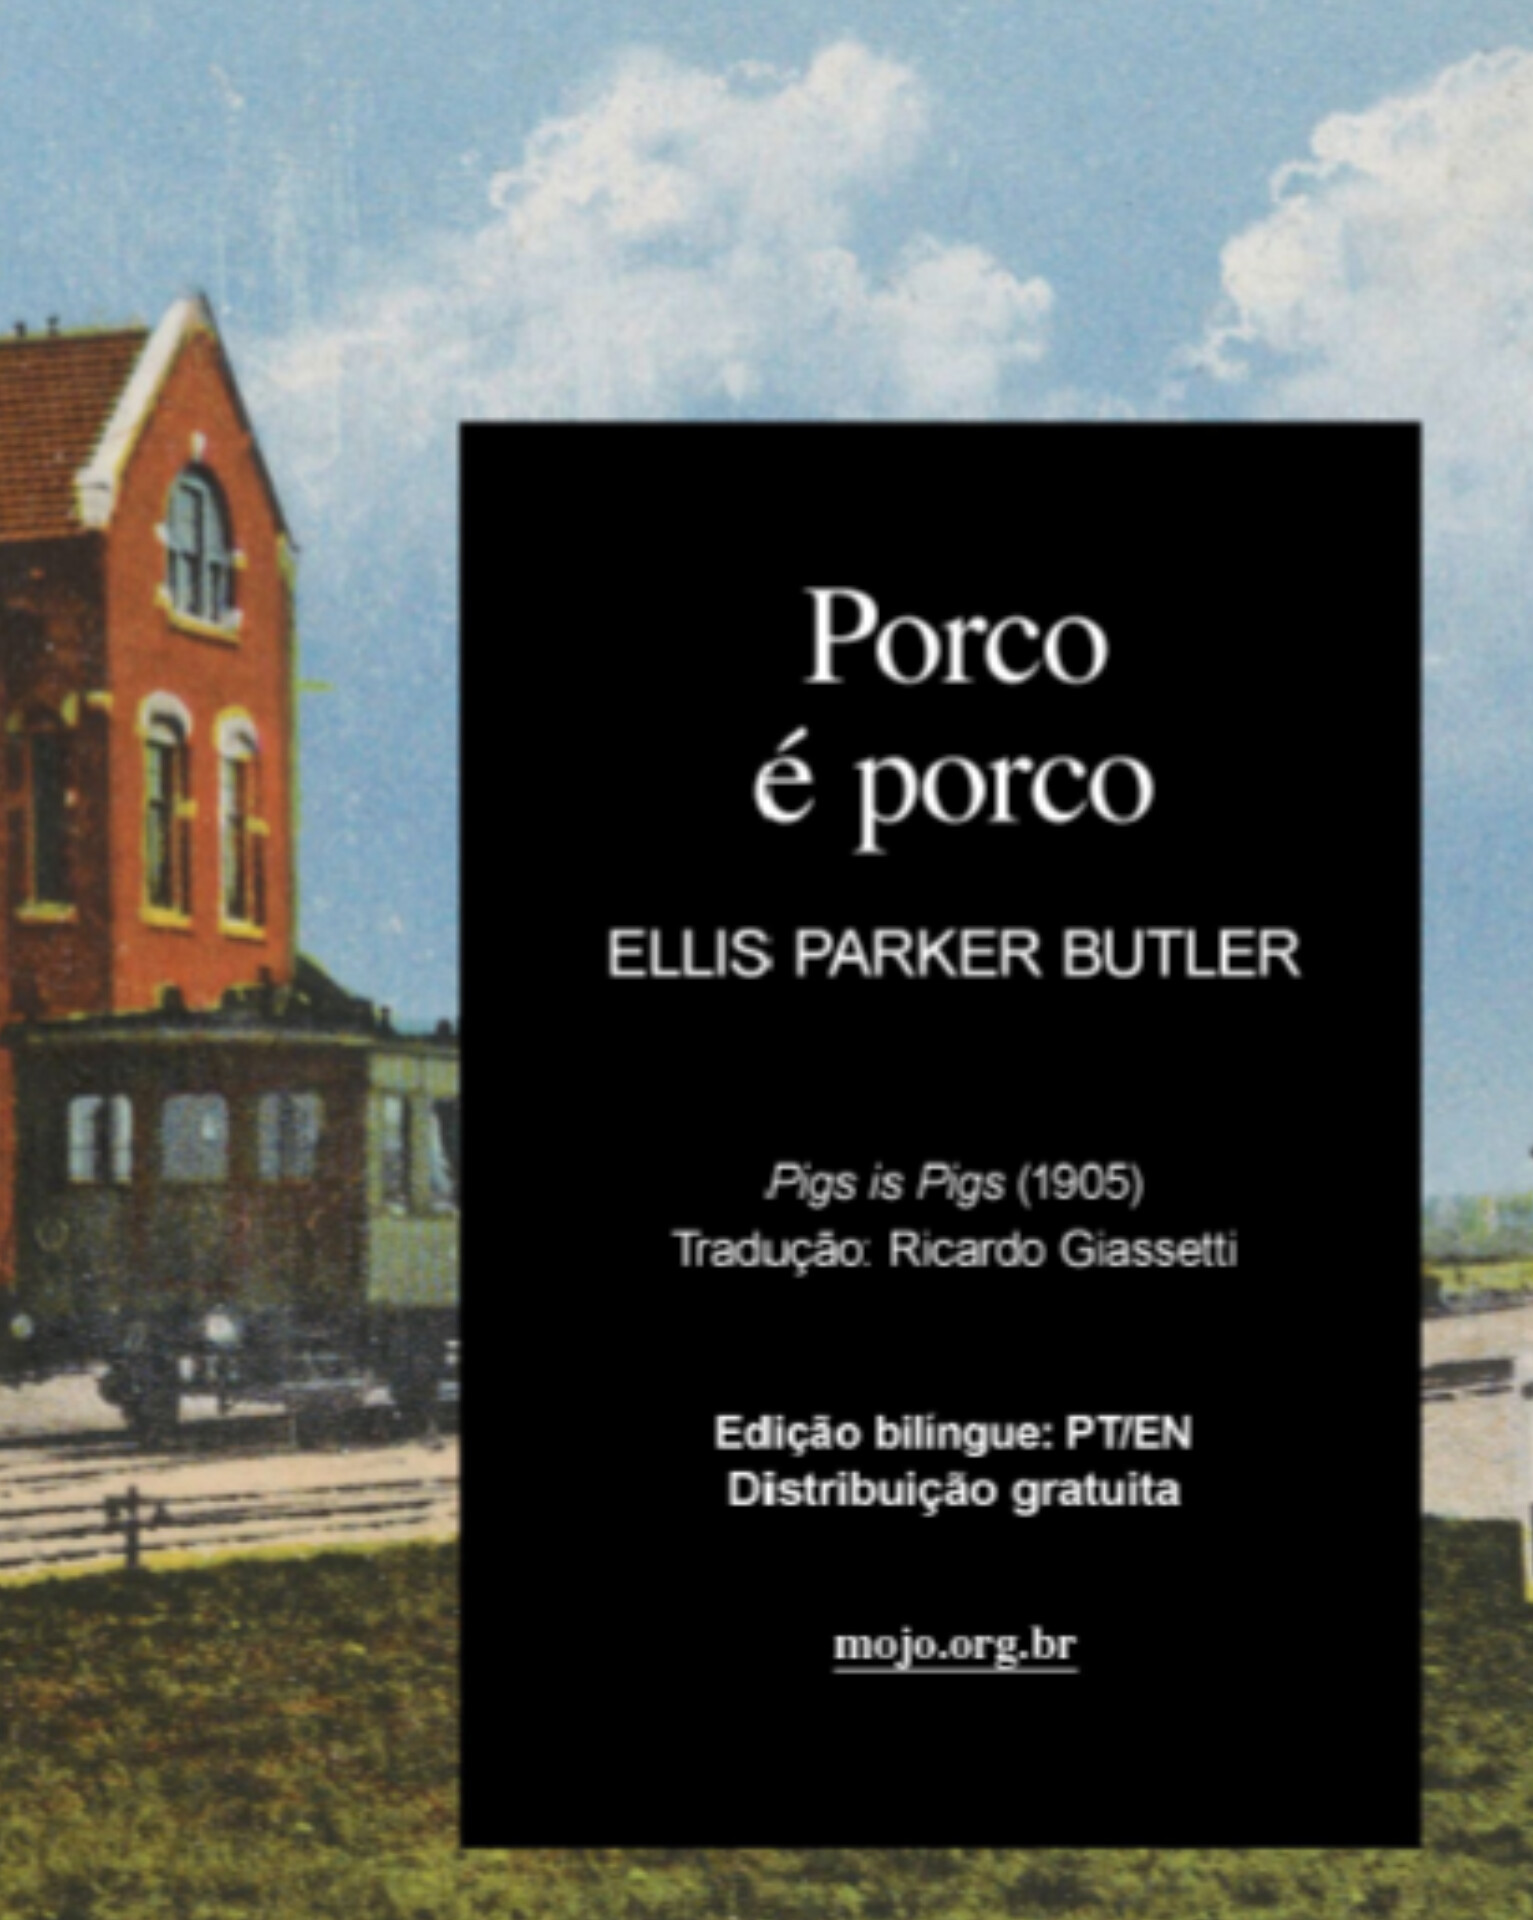 Porco
é porco
ELLIS PARKER BUTLER
Pigs is Pigs (1905)
Tradução: Ricardo Giassetti
Edição bilíngue: PT/EN
Distribuição gratuita
mojo.org.br